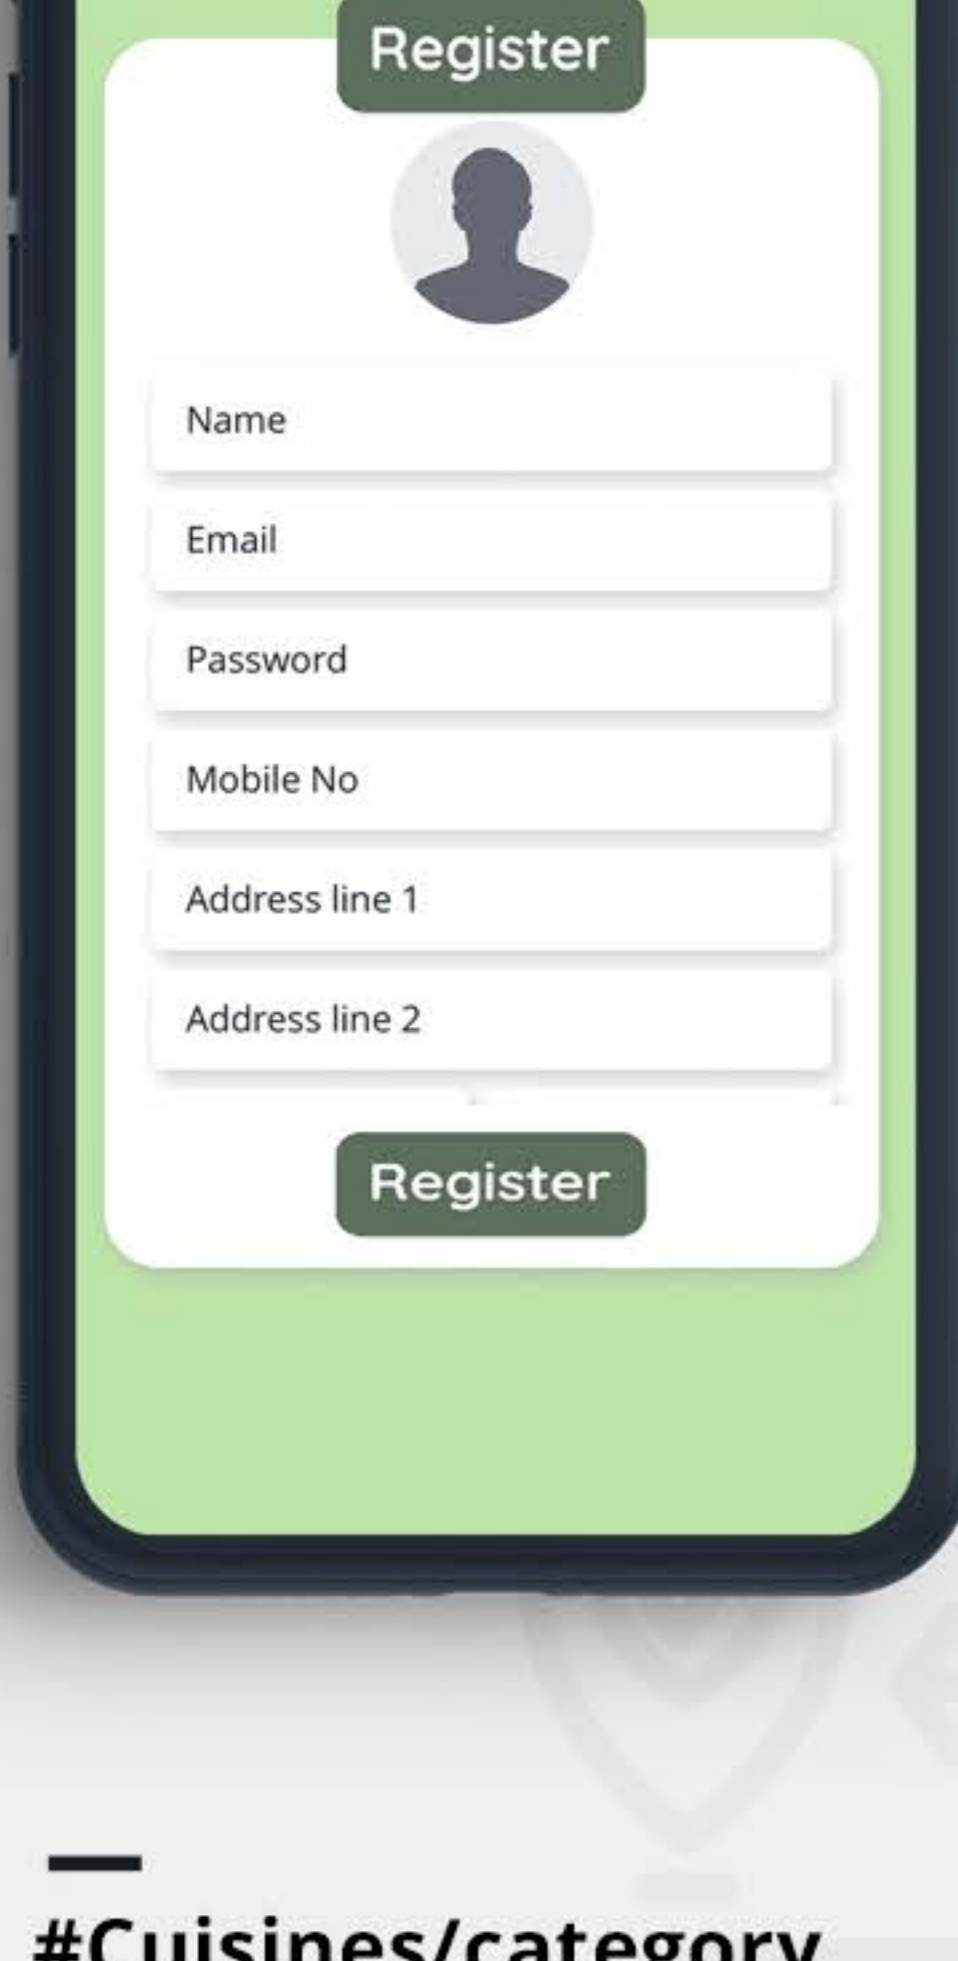 Register
Name
Email
Password
Mobile No
Address line 1
Address line 2
Register
#Cuisines/category